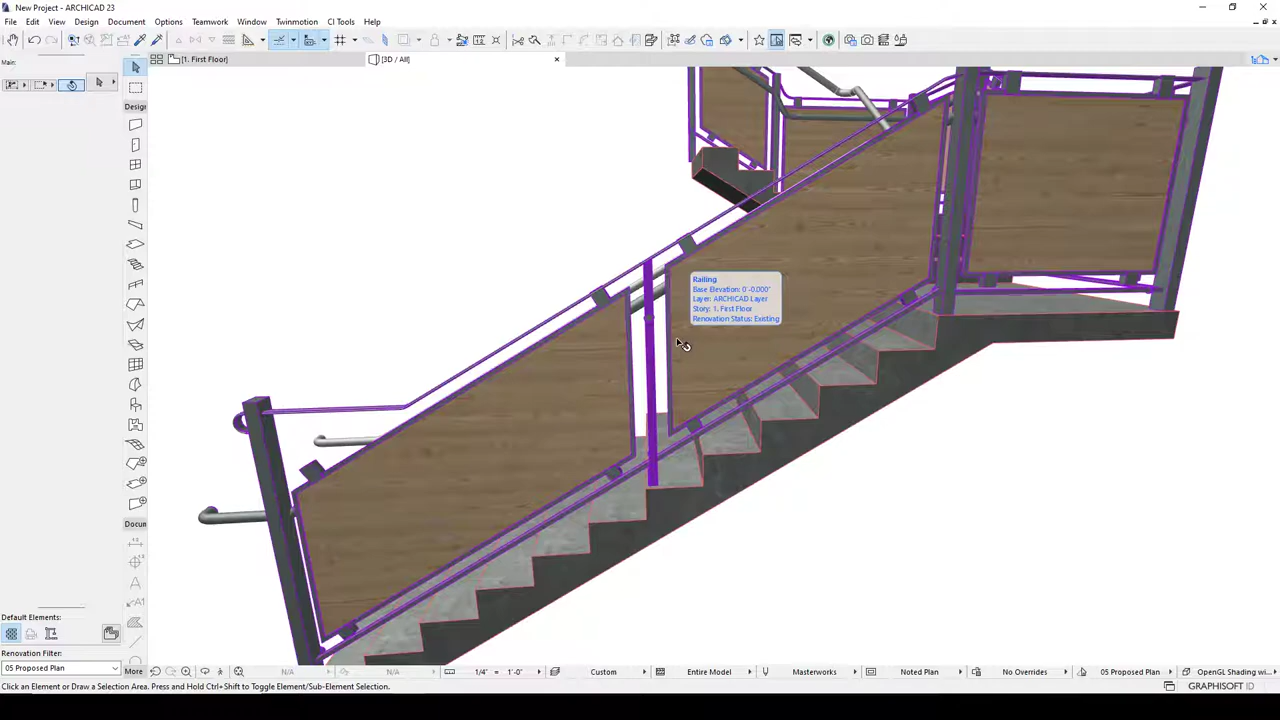 New Project - ARCHICAD 23
File Edit View Design Document Options Teamwork Window Twinmotion CI Tools Help
[1. First Floor]
[3D / All]
Main:
Design
Railing
Base Elevation: 0'-0.000"
Layer: ARCHICAD Layer
Story: 1. First Floor
Renovation Status: Existing
Docum
Default Elements:
Renovation Filter:
05 Proposed Plan
More
N/A
N/A
1/4" = 1'-0"
Custom
Entire Model
Masterworks
Noted Plan
No Overrides
05 Proposed Plan
OpenGL Shading wi...
Click an Element or Draw a Selection Area. Press and Hold Ctrl+Shift to Toggle Element/Sub-Element Selection.
GRAPHISOFT ID